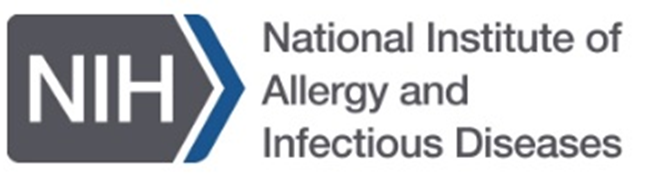 NIH
National Institute of
Allergy and
Infectious Diseases